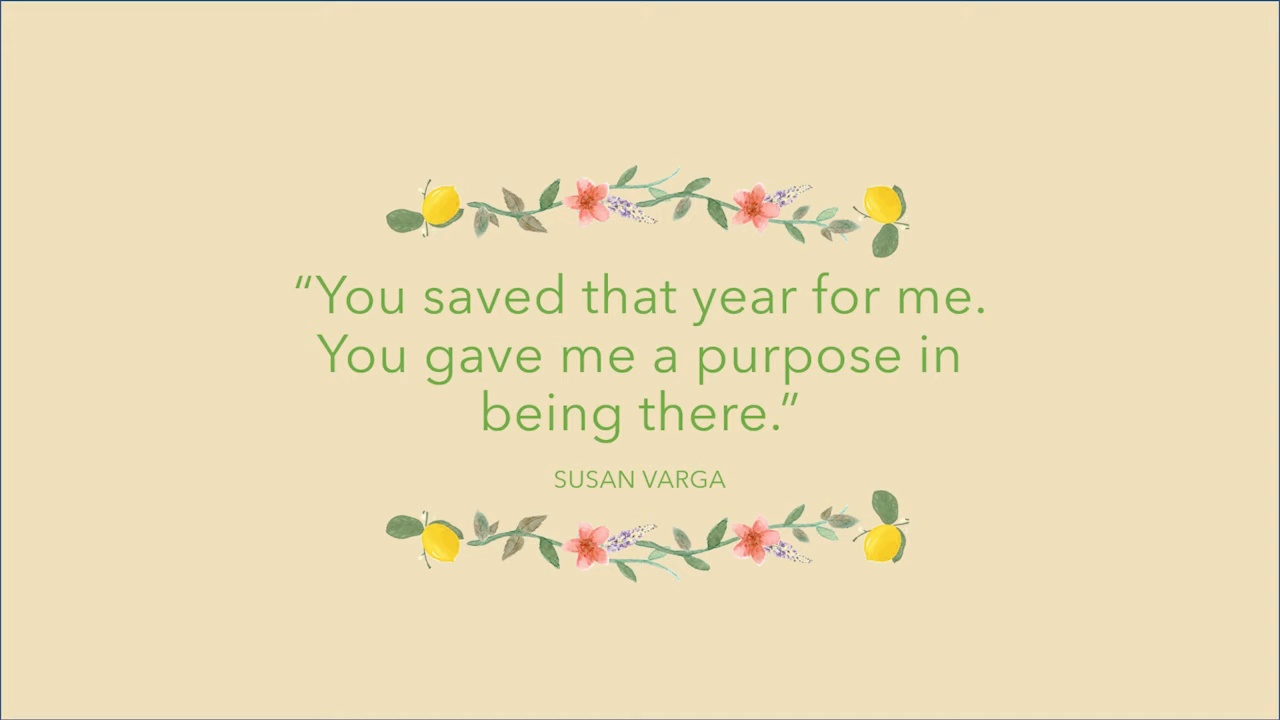 “You saved that year for me.
You gave me a purpose in
being there.”
SUSAN VARGA